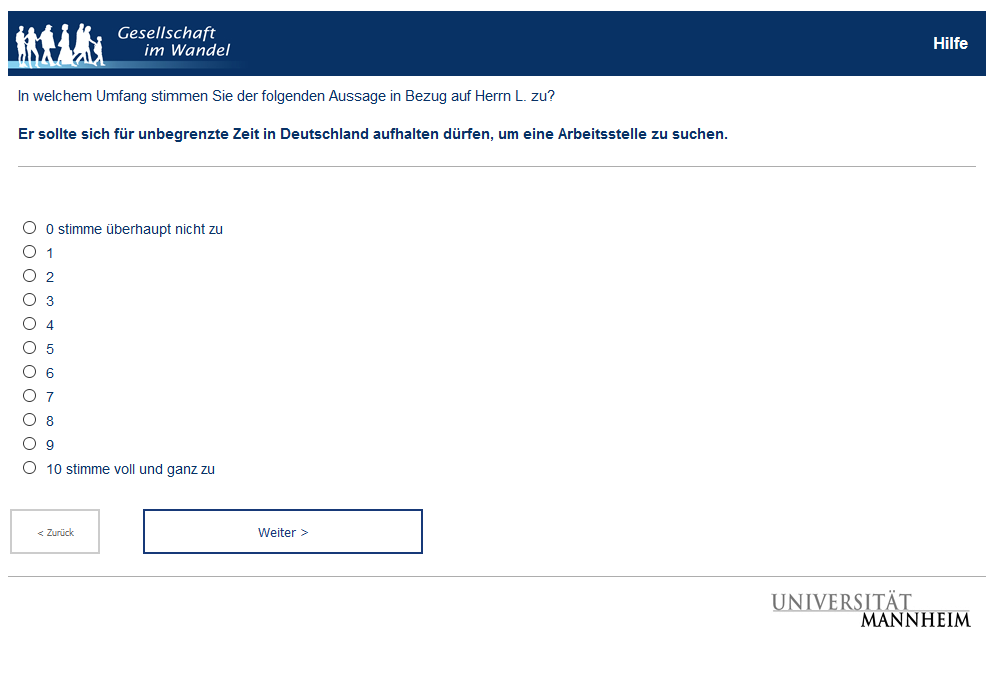 Gesellschaft
im Wandel
Hilfe
In welchem Umfang stimmen Sie der folgenden Aussage in Bezug auf Herrn L. zu?
Er sollte sich für unbegrenzte Zeit in Deutschland aufhalten dürfen, um eine Arbeitsstelle zu suchen.
0 stimme überhaupt nicht zu
1
2
3
4
5
6
7
8
9
10 stimme voll und ganz zu
< Zurück
Weiter >
UNIVERSITÄT
MANNHEIM